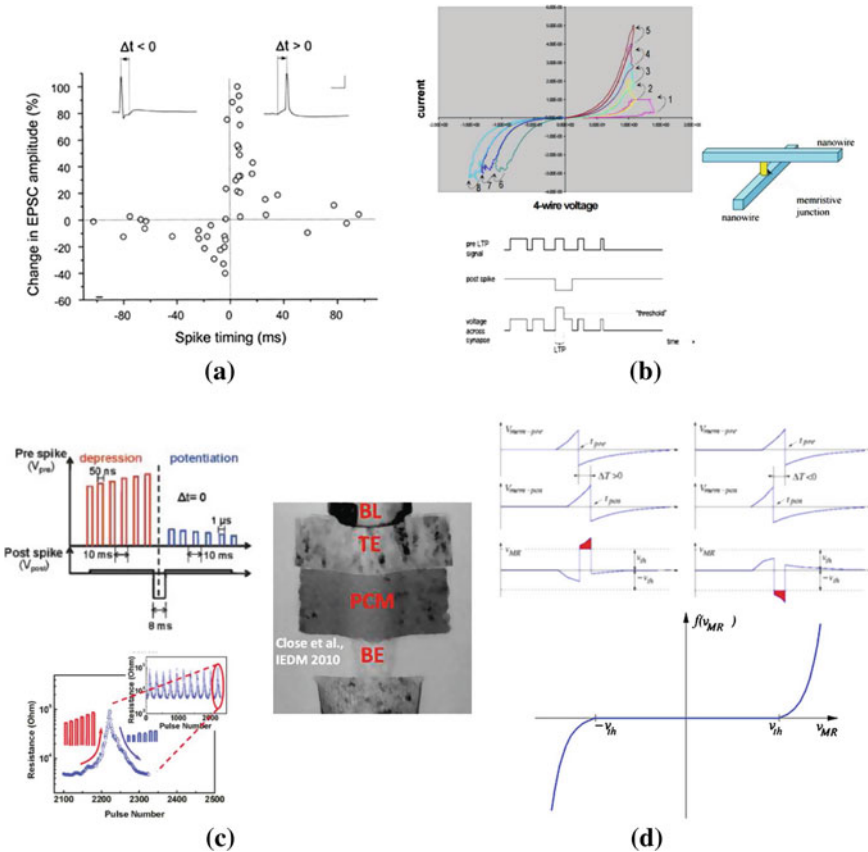 Δt < 0
Δt > 0
Change in EPSC amplitude (%)
100
80
60
40
20
0
-20
-40
60
-80
-40
0
40
80
Spike timing (ms)
(a)
current
5
4
3
2
1
8
7
6
4-wire voltage
nanowire
memristive
junction
nanowire
pre LTP
signal
post spike
voltage
across
synapse
"threshold"
time
LTP
(b)
Pre spike
(Vpre)
depression
potentiation
50 ns
Δt= 0
1 µs
10 ms
10 ms
Post spike
(Vpost)
8 ms
Resistance (Ohm)
Resistance (Ohm)
0
1000
2000
Pulse Number
10⁵
10⁴
2100
2200
2300
2400
2500
Pulse Number
BL
TE
PCM
BE
Close et al.,
IEDM 2010
(c)
Vmem-pre
tpre
ΔT>0
Vmem-pos
tpos
vMR
vth
-vth
Vmem-pre
tpre
ΔT<0
Vmem-pos
tpos
vMR
vth
-vth
f(vMR )
-vth
vth
vMR
(d)